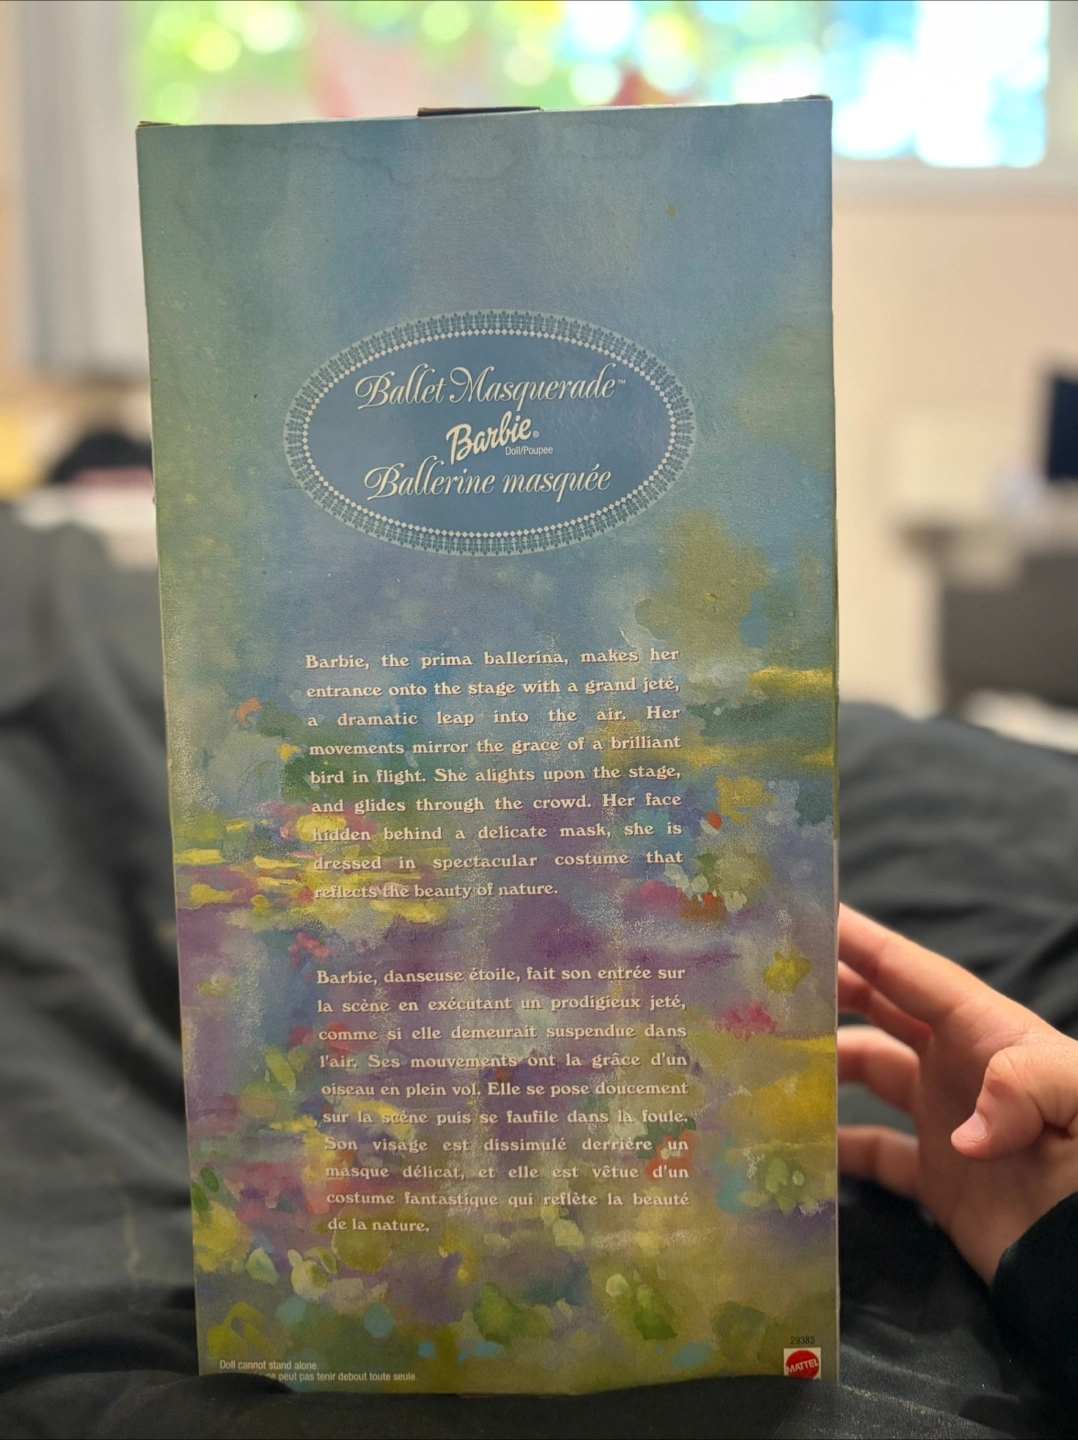 Ballet Masquerade™
Barbie®
Doll/Poupée
Ballerine masquée
Barbie, the prima ballerina, makes her
entrance onto the stage with a grand jeté,
a dramatic leap into the air. Her
movements mirror the grace of a brilliant
bird in flight. She alights upon the stage,
and glides through the crowd. Her face
hidden behind a delicate mask, she is
dressed in spectacular costume that
reflects the beauty of nature.
Barbie, danseuse étoile, fait son entrée sur
la scène en exécutant un prodigieux jeté,
comme si elle demeurait suspendue dans
l'air. Ses mouvements ont la grâce d'un
oiseau en plein vol. Elle se pose doucement
sur la scène puis se faufile dans la foule.
Son visage est dissimulé derrière un
masque délicat, et elle est vêtue d'un
costume fantastique qui reflète la beauté
de la nature.
Doll cannot stand alone.
peut pas tenir debout toute seule.
29385
MATTEL